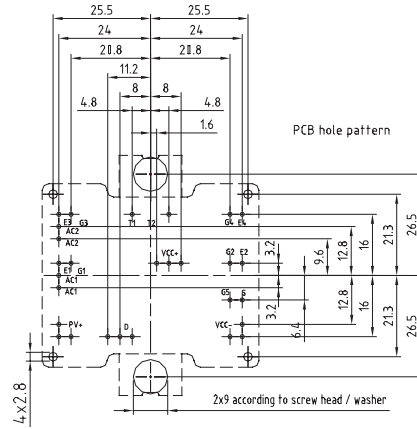 25.5 25.5
24 24
20.8 20.8
11.2
8 8
4.8 4.8
1.6
PCB hole pattern
E3 G3 T1 T2 G4 E4
AC2
AC2
VCC+ G2 E2
E1 G1
AC1
AC1
G5 G
PV+ D VCC-
3.2
9.6
12.8
16
21.3
26.5
3.2
6.4
12.8
16
21.3
26.5
4x2.8
2x9 according to screw head / washer